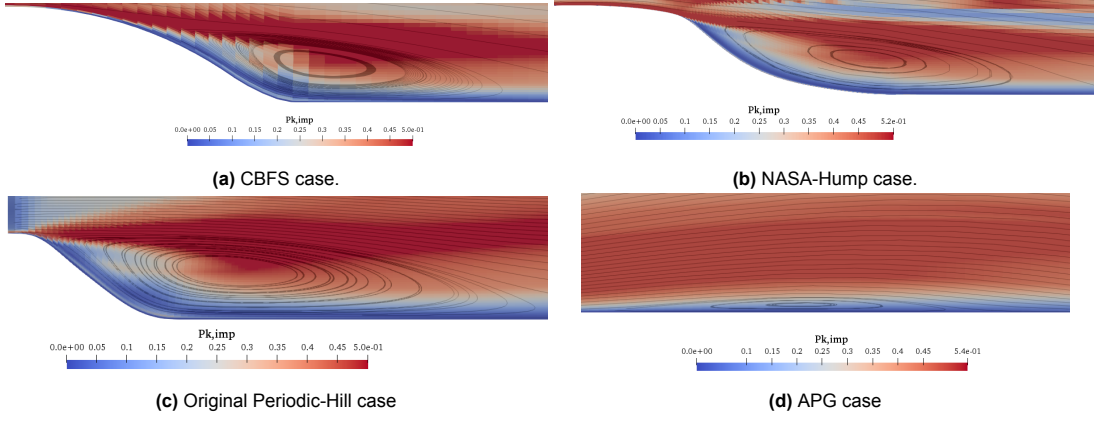 Pk,imp
0.0e+00 0.05 0.1 0.15 0.2 0.25 0.3 0.35 0.4 0.45 5.0e-01
(a) CBFS case.
Pk,imp
0.0e+00 0.05 0.1 0.15 0.2 0.25 0.3 0.35 0.4 0.45 5.2e-01
(b) NASA-Hump case.
Pk,imp
0.0e+00 0.05 0.1 0.15 0.2 0.25 0.3 0.35 0.4 0.45 5.0e-01
(c) Original Periodic-Hill case
Pk,imp
0.0e+00 0.1 0.15 0.2 0.25 0.3 0.35 0.4 0.45 5.4e-01
(d) APG case